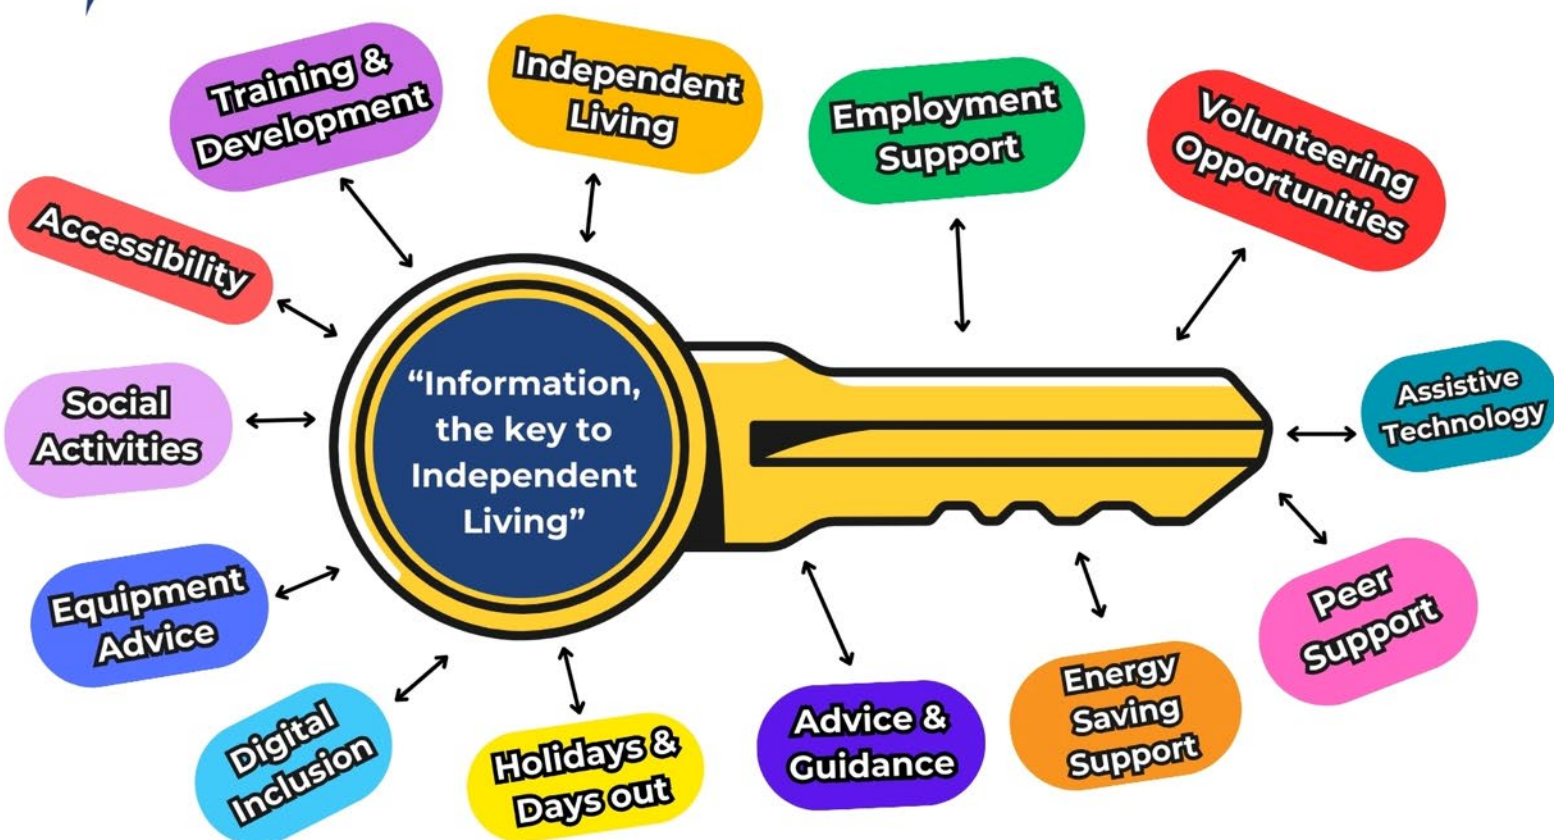 Training &
Development
Independent
Living
Employment
Support
Volunteering
Opportunities
Accessibility
Social
Activities
“Information,
the key to
Independent
Living”
Assistive
Technology
Equipment
Advice
Peer
Support
Digital
Inclusion
Holidays &
Days out
Advice &
Guidance
Energy
Saving
Support